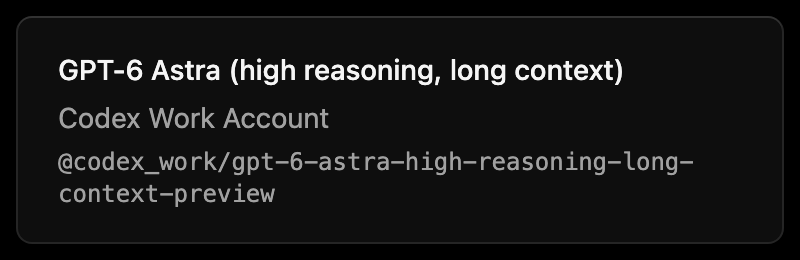 GPT-6 Astra (high reasoning, long context)
Codex Work Account
@codex_work/gpt-6-astra-high-reasoning-long-
context-preview